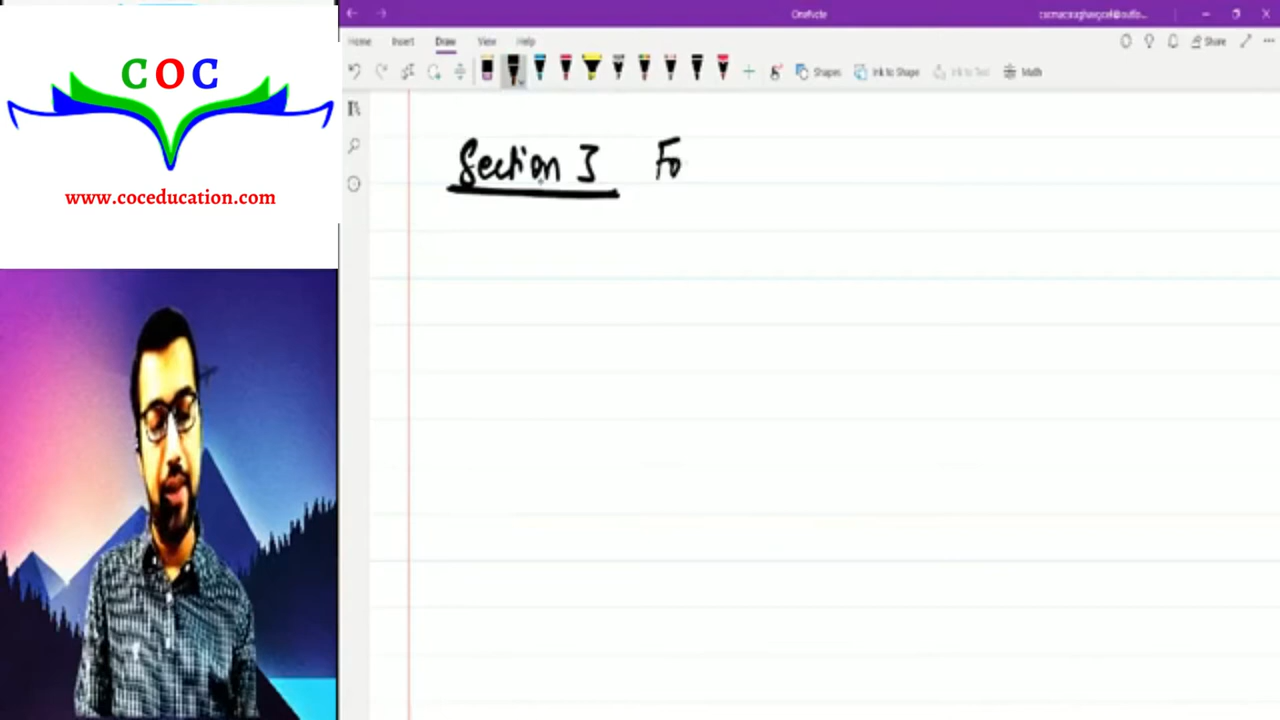 OneNote
Home Insert Draw View Help
Share
Shapes Ink to Shape Ink to Text Math
COC
www.coceducation.com
Section 3 Fo